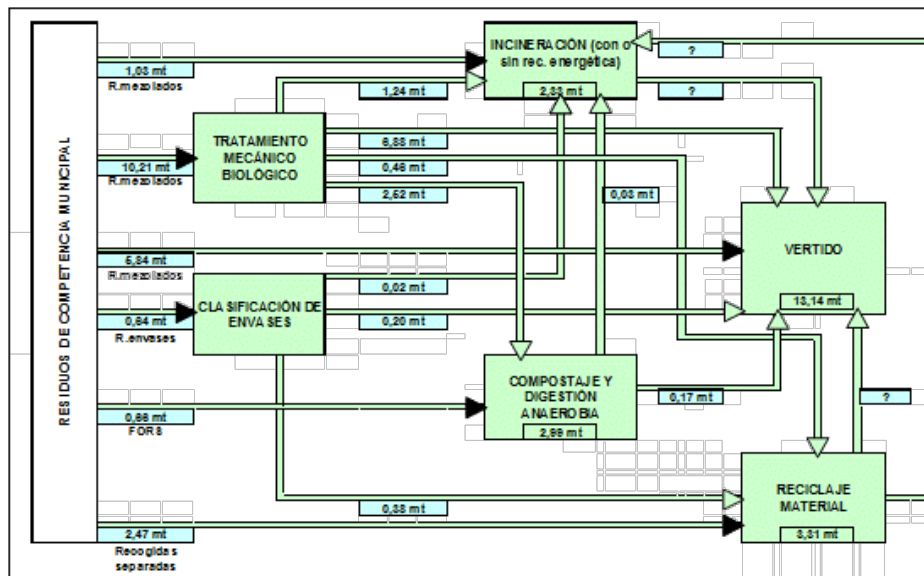 RESIDUOS DE COMPETENCIA MUNICIPAL
INCINERACIÓN (con o
sin rec. energética)
2,33 mt
?
?
1,03 mt
R.mezclados
1,24 mt
TRATAMIENTO
MECÁNICO
BIOLÓGICO
10,21 mt
R.mezclados
6,88 mt
0,46 mt
2,52 mt
0,03 mt
VERTIDO
13,14 mt
5,84 mt
R.mezclados
CLASIFICACIÓN DE
ENVASES
0,02 mt
0,64 mt
R.envases
0,20 mt
COMPOSTAJE Y
DIGESTIÓN
ANAEROBIA
2,99 mt
0,17 mt
?
0,66 mt
FORS
RECICLAJE
MATERIAL
3,31 mt
0,38 mt
2,47 mt
Recogidas
separadas